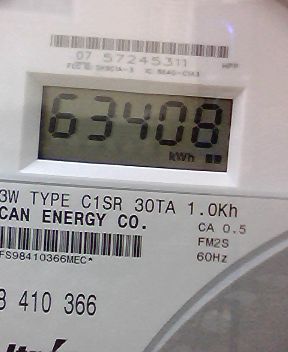 07 57245311
63408
kWh
3W TYPE C1SR 30TA 1.0Kh
CAN ENERGY CO.
CA 0.5
FM2S
60Hz
FS98410366MEC*
410 366